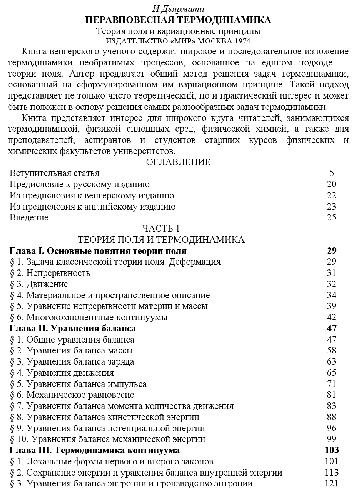 И.Дьярмати
НЕРАВНОВЕСНАЯ ТЕРМОДИНАМИКА
Теория поля и вариационные принципы
ИЗДАТЕЛЬСТВО «МИР» МОСКВА 1974
Книга венгерского ученого содержит широкое и последовательное изложение
термодинамики необратимых процессов, основанное на едином подходе -
теории поля. Автор предлагает общий метод решения задач термодинамики,
основанный на сформулированном им вариационном принципе. Такой подход
представляет не только чисто теоретический, но и практический интерес и может
быть положен в основу решения самых разнообразных задач термодинамики.
Книга представляет интерес для широкого круга читателей, занимающихся
термодинамикой, физикой сплошных сред, физической химией, а также для
преподавателей, аспирантов и студентов старших курсов физических и
химических факультетов университетов.
ОГЛАВЛЕНИЕ
Вступительная статья 5
Предисловие к русскому изданию 20
Из предисловия к венгерскому изданию 22
Из предисловия к английскому изданию 23
Введение 25
ЧАСТЬ I
ТЕОРИЯ ПОЛЯ И ТЕРМОДИНАМИКА
Глава I. Основные понятия теории поля 29
§ 1. Задача классической теории поля. Деформация 29
§ 2. Непрерывность 31
§ 3. Движение 32
§ 4. Материальное и пространственное описание 34
§ 5. Уравнение непрерывности материи и массы 39
§ 6. Многокомпонентные континуумы 42
Глава II. Уравнения баланса 47
§ 1. Общие уравнения баланса 47
§ 2. Уравнения баланса массы 58
§ 3. Уравнения баланса заряда 63
§ 4. Уравнения движения 65
§ 5. Уравнения баланса импульса 71
§ 6. Механическое равновесие 81
§ 7. Уравнения баланса момента количества движения 83
§ 8. Уравнения баланса кинетической энергии 88
§ 9. Уравнения баланса потенциальной энергии 96
§ 10. Уравнения баланса механической энергии 99
Глава III. Термодинамика континуума 103
§ 1. Локальные формы первого и второго законов 101
§ 2. Сохранение энергии и уравнения баланса внутренней энергии 113
§ 3. Уравнения баланса энтропии и производство энтропии 121